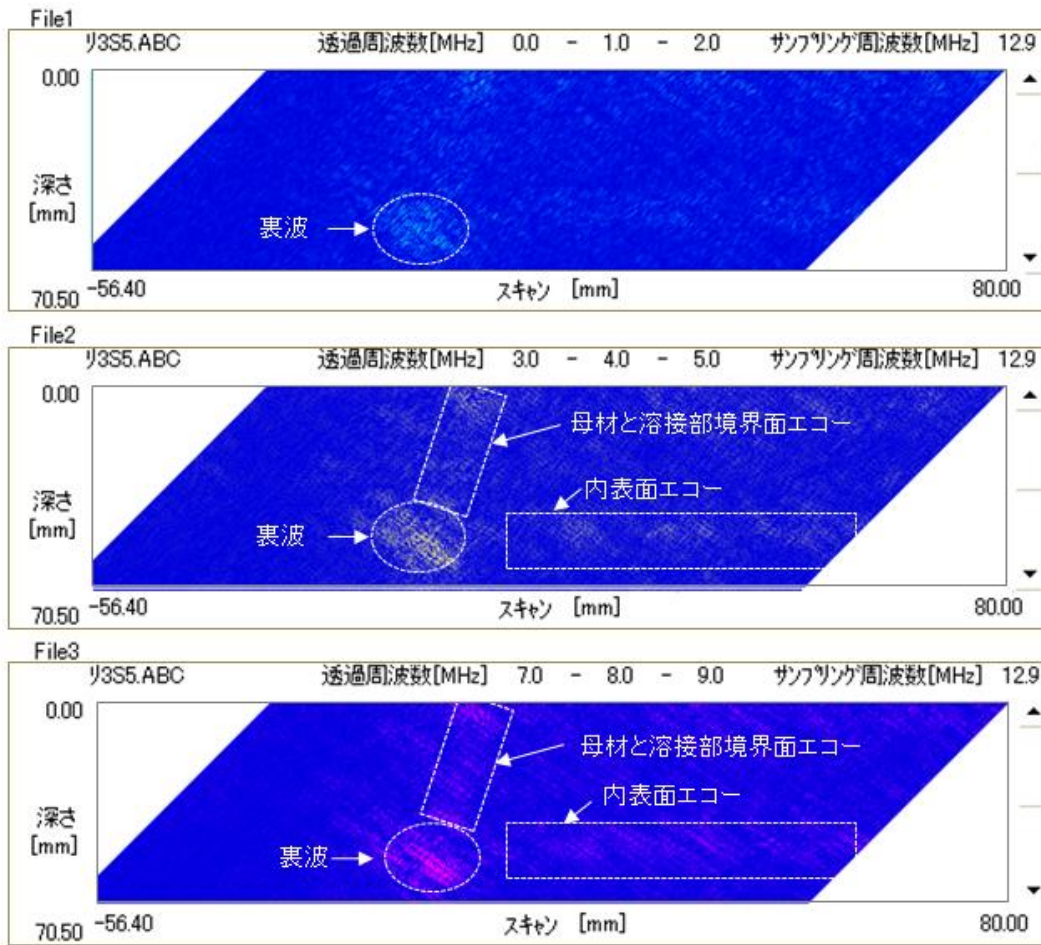 File1
ﾘ3S5.ABC 透過周波数[MHz] 0.0 - 1.0 - 2.0 サンプリング周波数[MHz] 12.9
0.00
深さ
[mm]
裏波
70.50 -56.40 スキャン [mm] 80.00
File2
ﾘ3S5.ABC 透過周波数[MHz] 3.0 - 4.0 - 5.0 サンプリング周波数[MHz] 12.9
0.00
母材と溶接部境界面エコー
内表面エコー
深さ
[mm]
裏波
70.50 -56.40 スキャン [mm] 80.00
File3
ﾘ3S5.ABC 透過周波数[MHz] 7.0 - 8.0 - 9.0 サンプリング周波数[MHz] 12.9
0.00
母材と溶接部境界面エコー
内表面エコー
深さ
[mm]
裏波
70.50 -56.40 スキャン [mm] 80.00